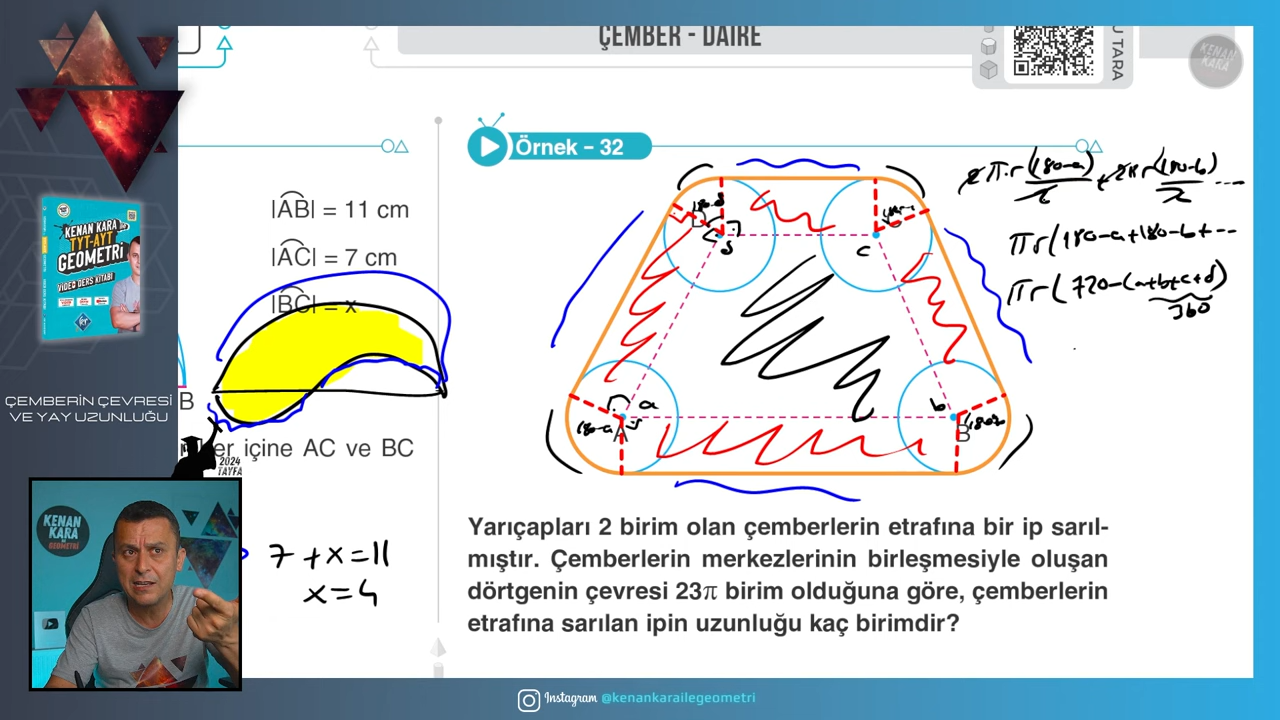 ÇEMBER - DAİRE
U TARA
KENAN KARA
KENAN KARA
TYT-AYT
GEOMETRİ
VİDEO DERS KİTABI
ÇEMBERİN ÇEVRESİ
VE YAY UZUNLUĞU
|AB| = 11 cm
|AC| = 7 cm
|BC| = x
B
er içine AC ve BC
2024
TAYFA
7 + x = 11
x = 4
KENAN
KARA
GEOMETRİ
Örnek – 32
D
C
A
B
a
b
c
180-a
πr(180-a+180-b+...
πr(720-(a+b+c+d)
360
Yarıçapları 2 birim olan çemberlerin etrafına bir ip sarıl-
mıştır. Çemberlerin merkezlerinin birleşmesiyle oluşan
dörtgenin çevresi 23π birim olduğuna göre, çemberlerin
etrafına sarılan ipin uzunluğu kaç birimdir?
Instagram @kenankarailegeometri